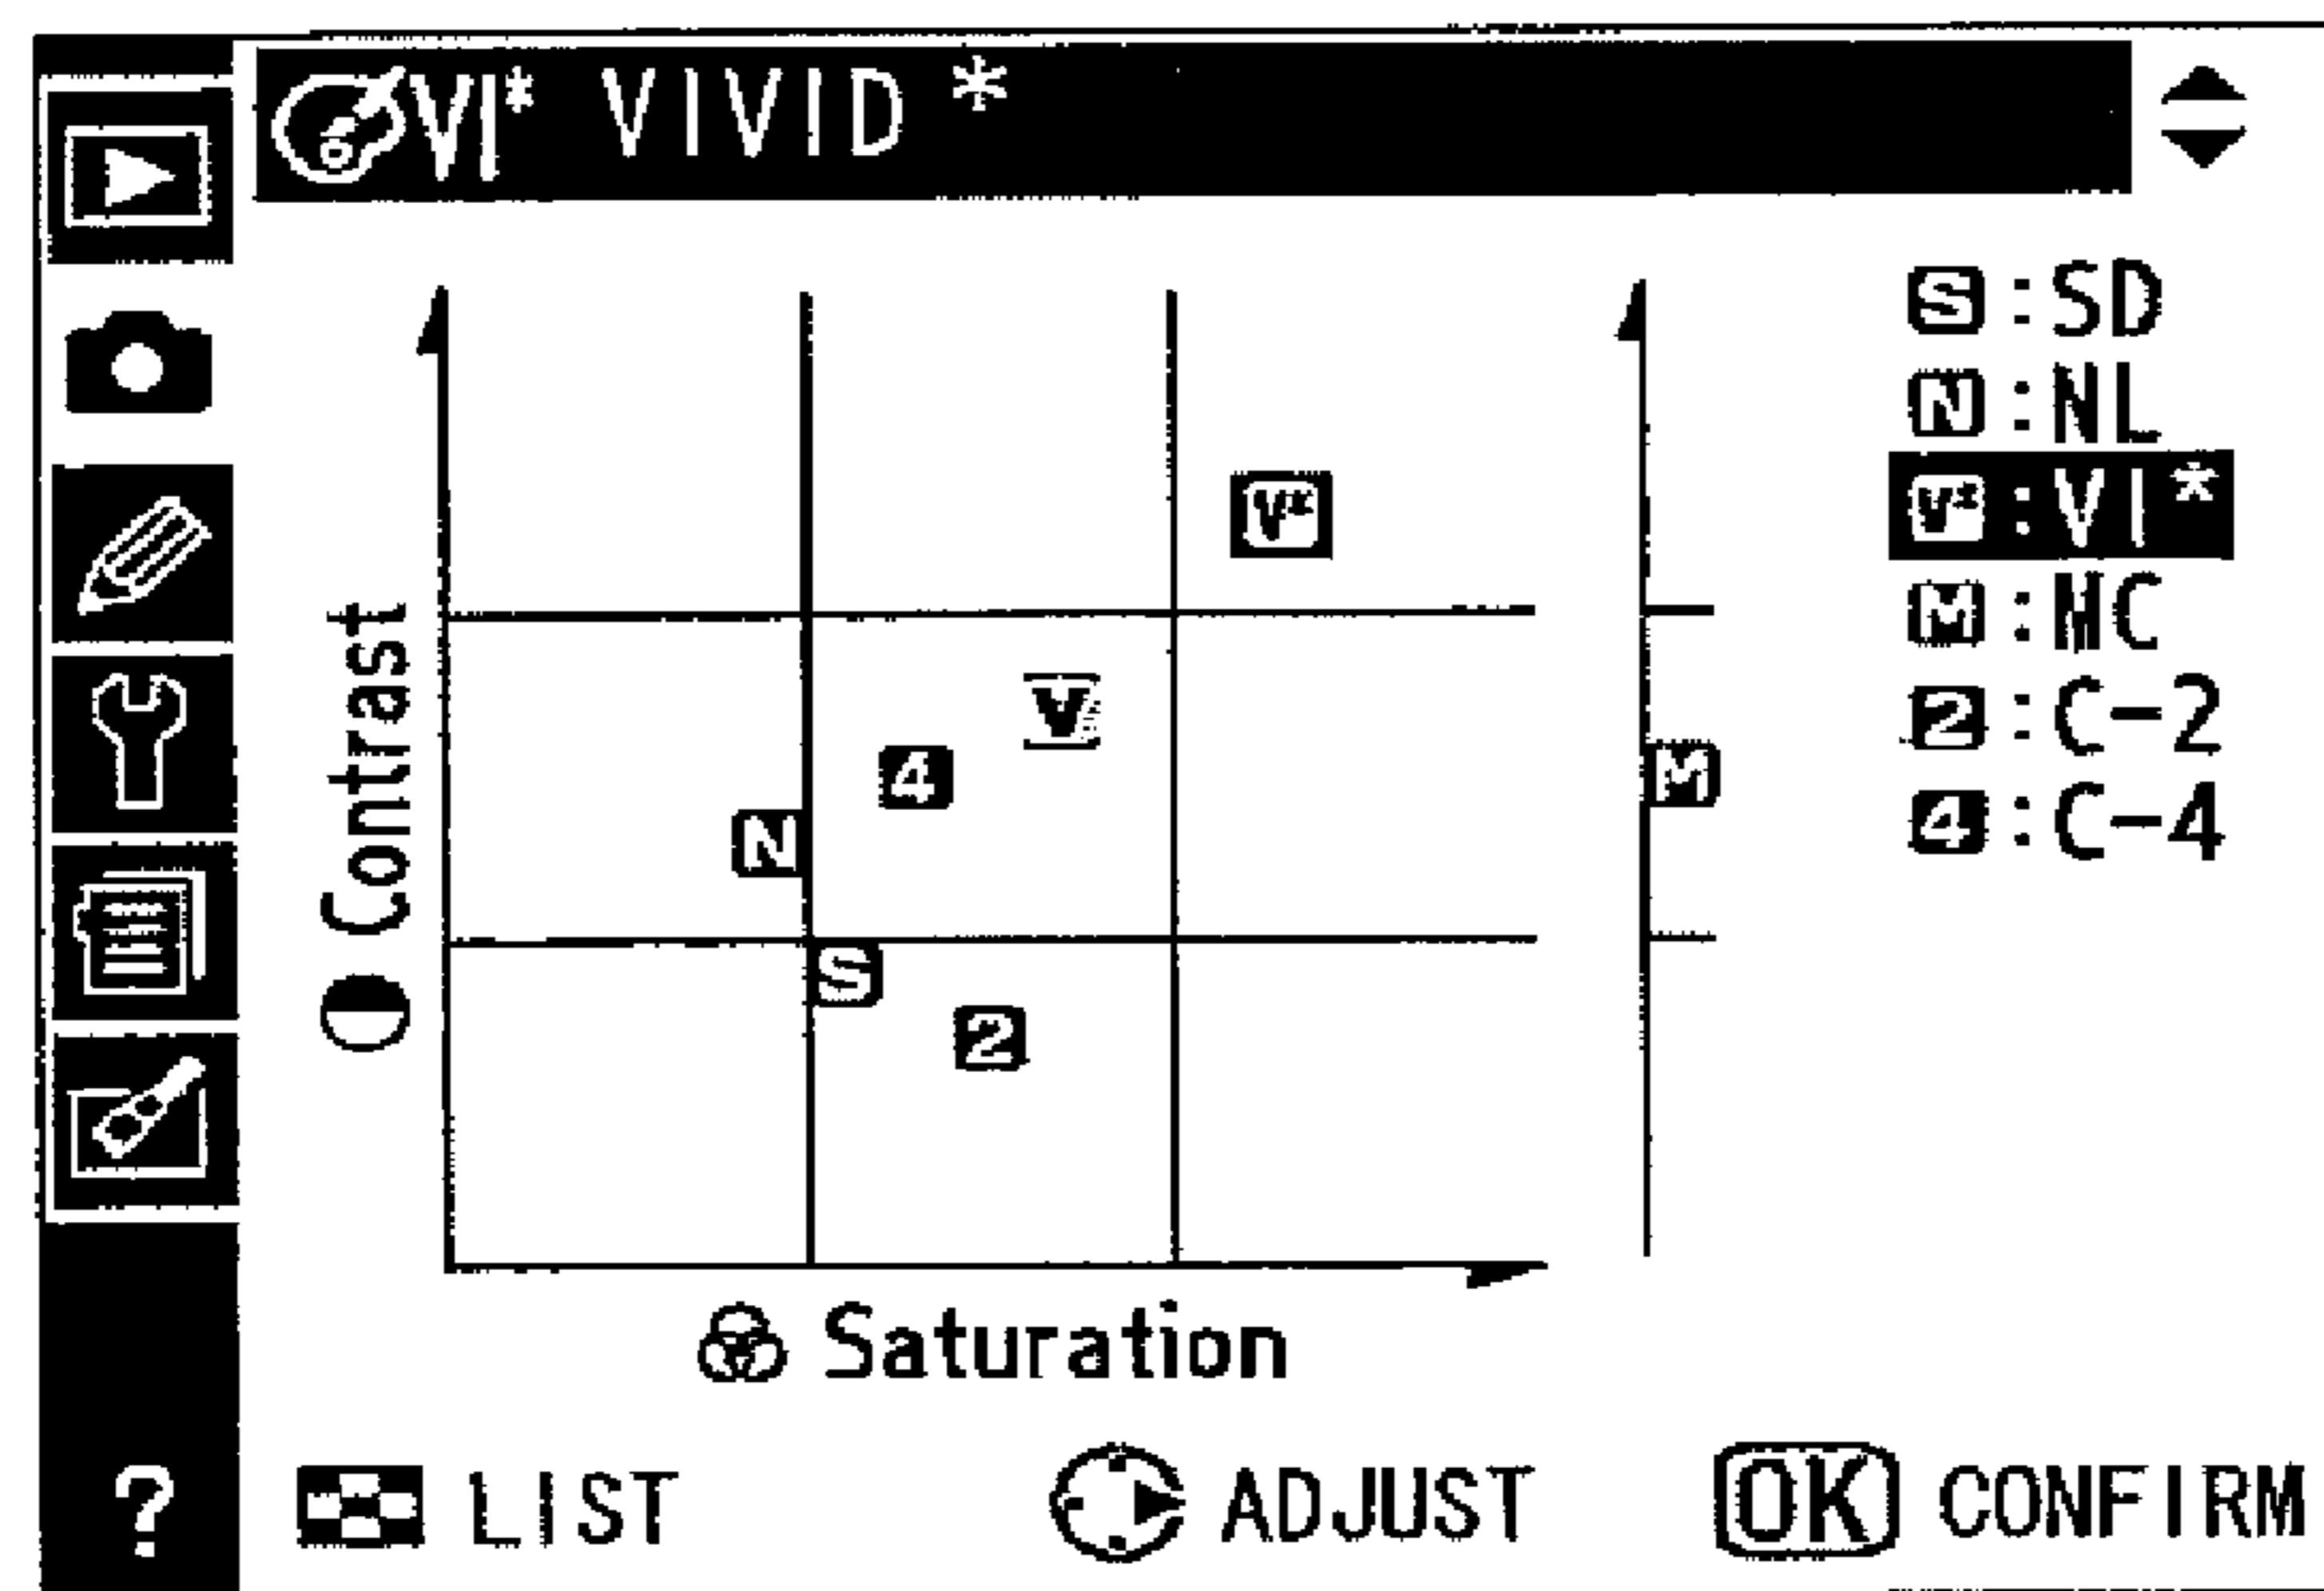 VI* VIVID *
S:SD
N:NL
V*:VI*
M:MC
2:C-2
4:C-4
V*
V
4
M
N
S
2
Contrast
Saturation
?
LIST
ADJUST
OK CONFIRM